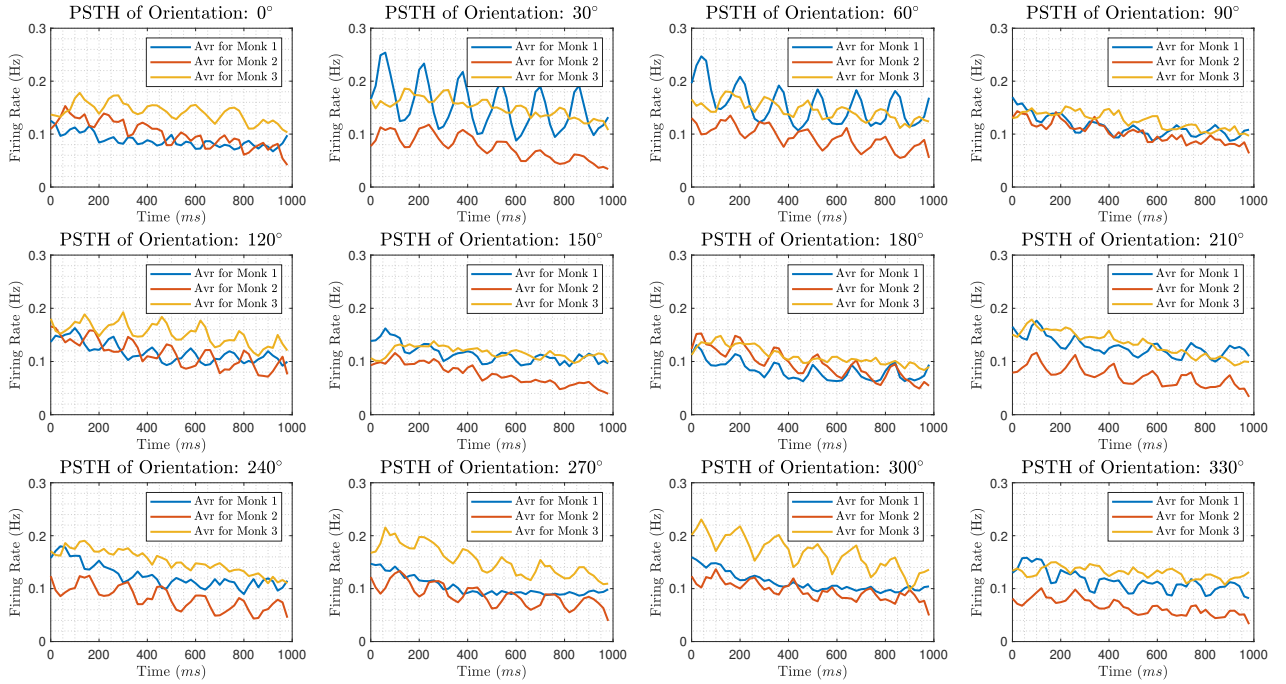 PSTH of Orientation: 0°
Firing Rate (Hz)
0.3
0.2
0.1
0
Avr for Monk 1
Avr for Monk 2
Avr for Monk 3
0 200 400 600 800 1000
Time (ms)
PSTH of Orientation: 30°
Firing Rate (Hz)
0.3
0.2
0.1
0
Avr for Monk 1
Avr for Monk 2
Avr for Monk 3
0 200 400 600 800 1000
Time (ms)
PSTH of Orientation: 60°
Firing Rate (Hz)
0.3
0.2
0.1
0
Avr for Monk 1
Avr for Monk 2
Avr for Monk 3
0 200 400 600 800 1000
Time (ms)
PSTH of Orientation: 90°
Firing Rate (Hz)
0.3
0.2
0.1
0
Avr for Monk 1
Avr for Monk 2
Avr for Monk 3
0 200 400 600 800 1000
Time (ms)
PSTH of Orientation: 120°
Firing Rate (Hz)
0.3
0.2
0.1
0
Avr for Monk 1
Avr for Monk 2
Avr for Monk 3
0 200 400 600 800 1000
Time (ms)
PSTH of Orientation: 150°
Firing Rate (Hz)
0.3
0.2
0.1
0
Avr for Monk 1
Avr for Monk 2
Avr for Monk 3
0 200 400 600 800 1000
Time (ms)
PSTH of Orientation: 180°
Firing Rate (Hz)
0.3
0.2
0.1
0
Avr for Monk 1
Avr for Monk 2
Avr for Monk 3
0 200 400 600 800 1000
Time (ms)
PSTH of Orientation: 210°
Firing Rate (Hz)
0.3
0.2
0.1
0
Avr for Monk 1
Avr for Monk 2
Avr for Monk 3
0 200 400 600 800 1000
Time (ms)
PSTH of Orientation: 240°
Firing Rate (Hz)
0.3
0.2
0.1
0
Avr for Monk 1
Avr for Monk 2
Avr for Monk 3
0 200 400 600 800 1000
Time (ms)
PSTH of Orientation: 270°
Firing Rate (Hz)
0.3
0.2
0.1
0
Avr for Monk 1
Avr for Monk 2
Avr for Monk 3
0 200 400 600 800 1000
Time (ms)
PSTH of Orientation: 300°
Firing Rate (Hz)
0.3
0.2
0.1
0
Avr for Monk 1
Avr for Monk 2
Avr for Monk 3
0 200 400 600 800 1000
Time (ms)
PSTH of Orientation: 330°
Firing Rate (Hz)
0.3
0.2
0.1
0
Avr for Monk 1
Avr for Monk 2
Avr for Monk 3
0 200 400 600 800 1000
Time (ms)